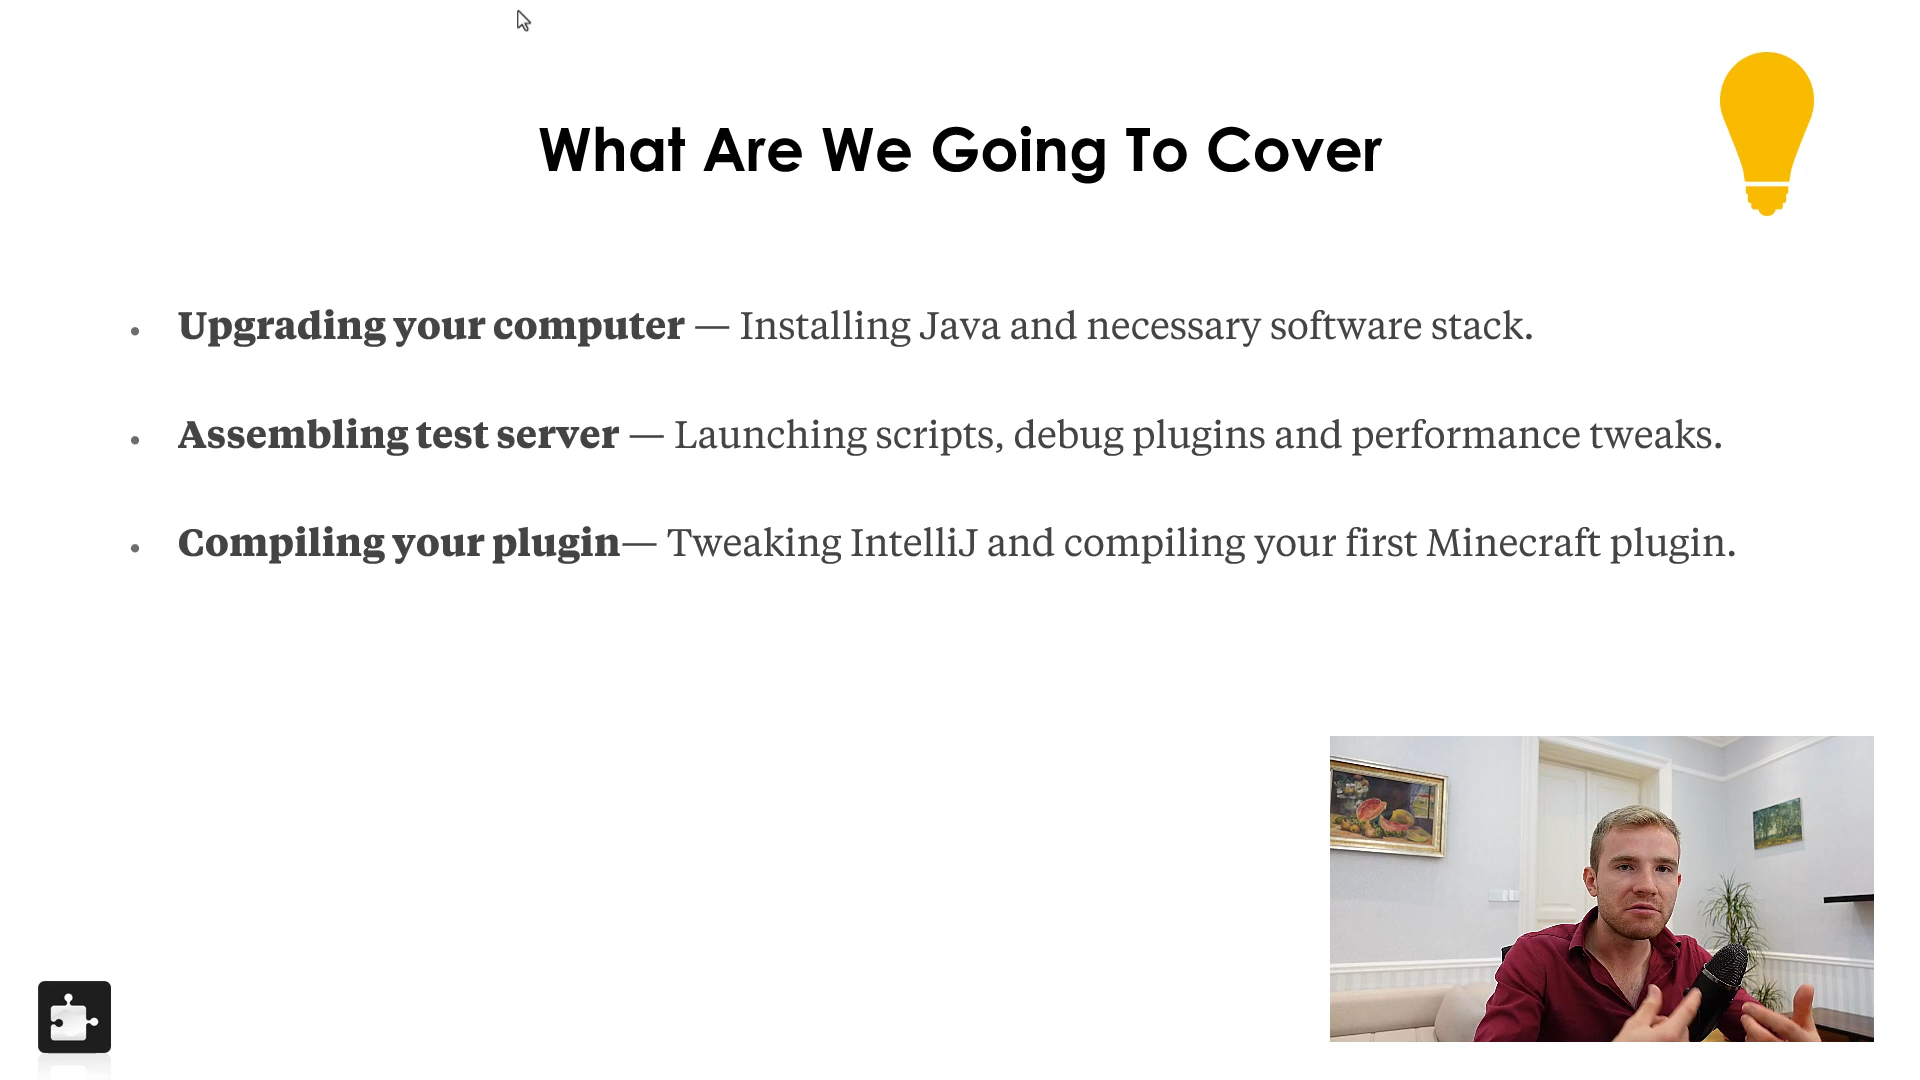 What Are We Going To Cover
Upgrading your computer — Installing Java and necessary software stack.
Assembling test server — Launching scripts, debug plugins and performance tweaks.
Compiling your plugin— Tweaking IntelliJ and compiling your first Minecraft plugin.